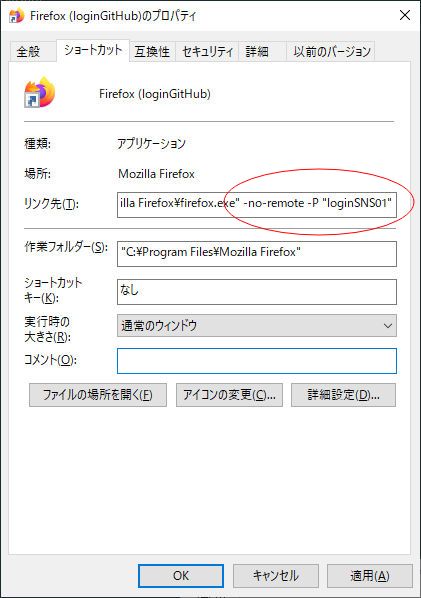 Firefox (loginGitHub)のプロパティ
全般 ショートカット 互換性 セキュリティ 詳細 以前のバージョン
Firefox (loginGitHub)
種類: アプリケーション
場所: Mozilla Firefox
リンク先(T): illa Firefox¥firefox.exe" -no-remote -P "loginSNS01"
作業フォルダー(S): "C:¥Program Files¥Mozilla Firefox"
ショートカット
キー(K): なし
実行時の
大きさ(R): 通常のウィンドウ
コメント(O):
ファイルの場所を開く(F) アイコンの変更(C)... 詳細設定(D)...
OK キャンセル 適用(A)